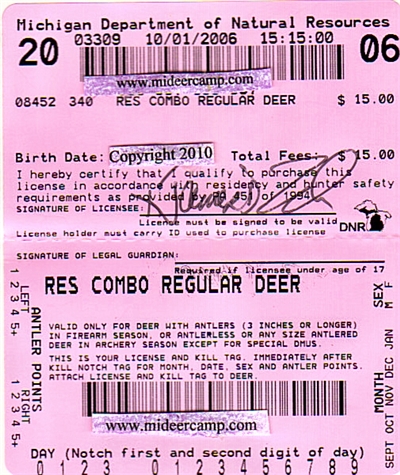 Michigan Department of Natural Resources
20 03309 10/01/2006 15:15:00 06
www.mideercamp.com
08452 340 RES COMBO REGULAR DEER $ 15.00
Birth Date: Copyright 2010 Total Fees: $ 15.00
I hereby certify that I qualify to purchase this
license in accordance with residency and hunter safety
requirements as provided by PA 451 of 1994.
SIGNATURE OF LICENSEE:
License must be signed to be valid
License holder must carry ID used to purchase license
DNR
SIGNATURE OF LEGAL GUARDIAN:
Required if licensee under age of 17
RES COMBO REGULAR DEER
VALID ONLY FOR DEER WITH ANTLERS (3 INCHES OR LONGER)
IN FIREARM SEASON, OR ANTLERLESS OR ANY SIZE ANTLERED
DEER IN ARCHERY SEASON EXCEPT FOR SPECIAL DMUS.
THIS IS YOUR LICENSE AND KILL TAG. IMMEDIATELY AFTER
KILL NOTCH TAG FOR MONTH, DATE, SEX AND ANTLER POINTS.
ATTACH LICENSE AND KILL TAG TO DEER.
www.mideercamp.com
1 2 3 4 5+ 1 2 3 4 5+
LEFT RIGHT
ANTLER POINTS
MONTH SEX
SEPT OCT NOV DEC JAN M F
DAY (Notch first and second digit of day)
0 1 2 3 0 1 2 3 4 5 6 7 8 9